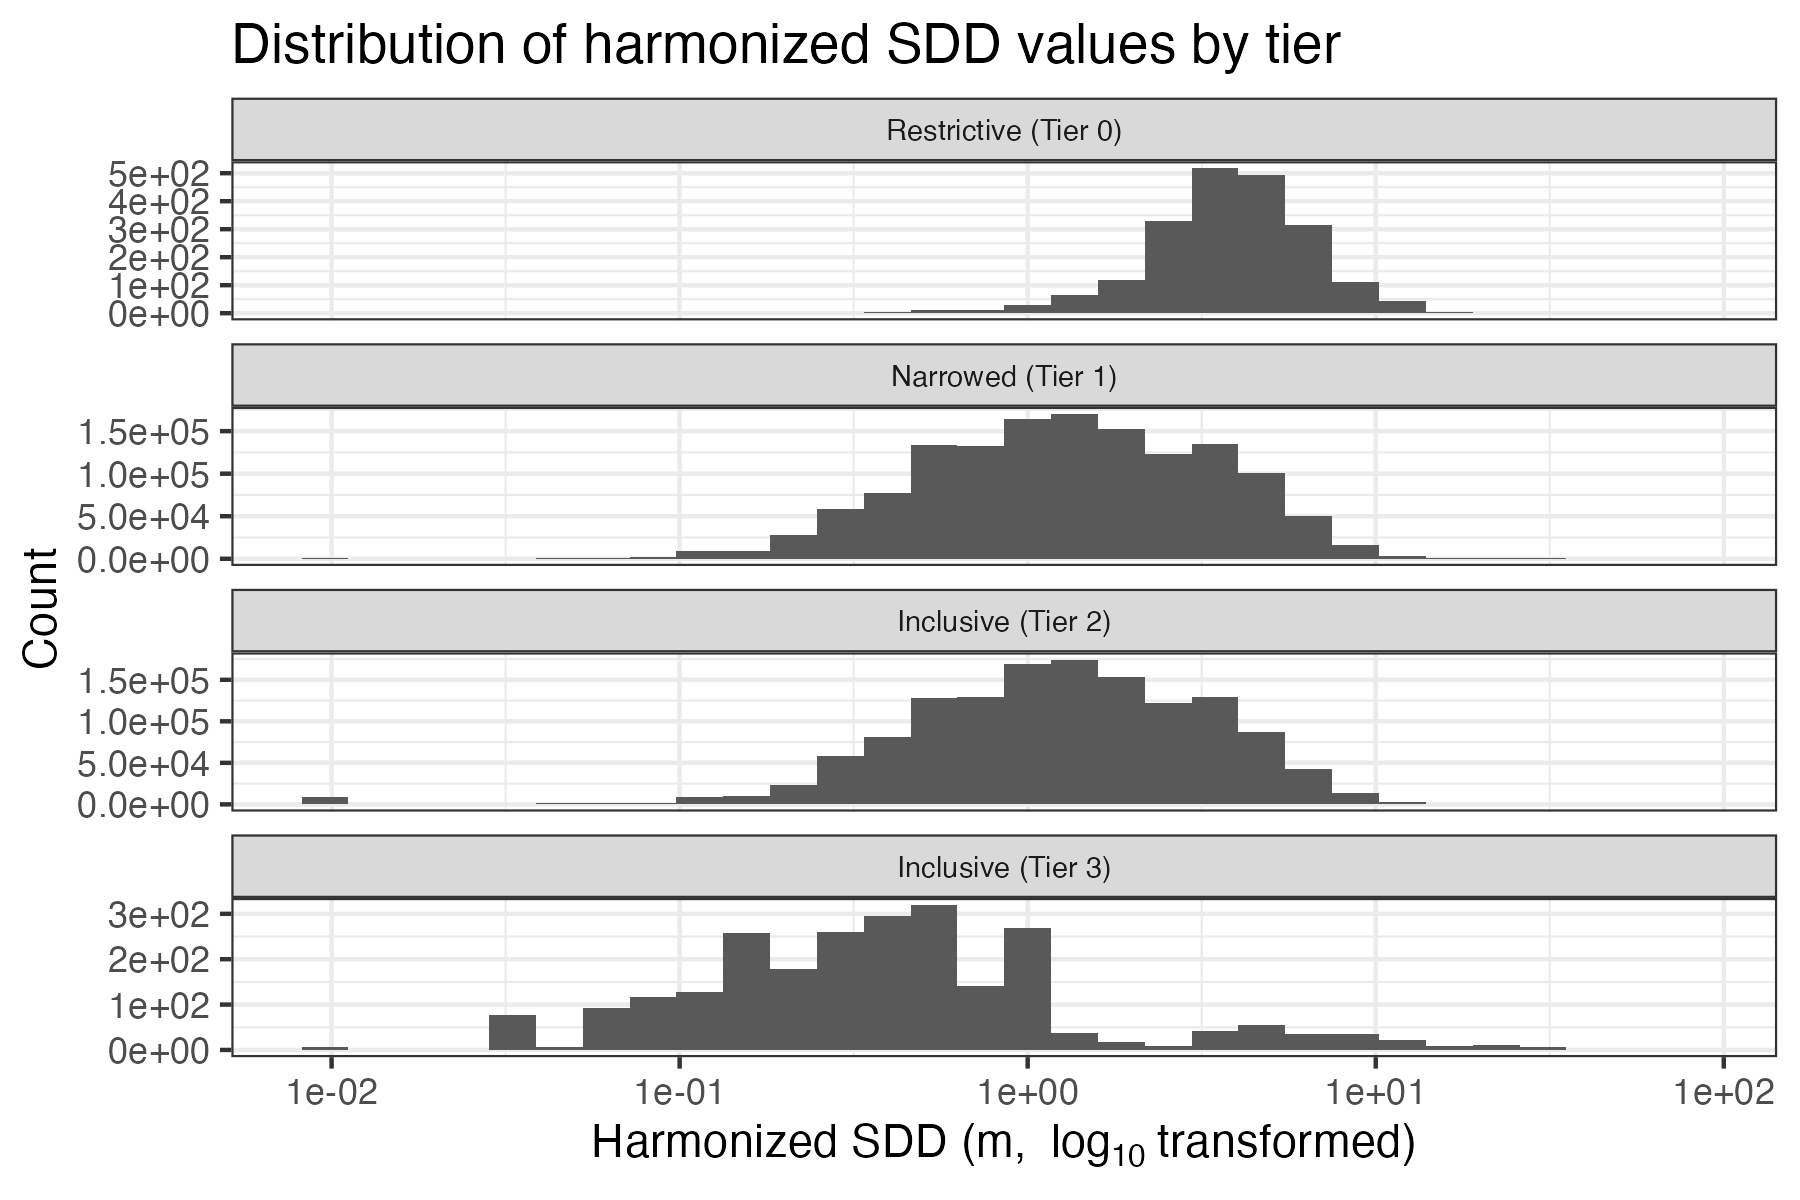 Distribution of harmonized SDD values by tier
Restrictive (Tier 0)
5e+02
4e+02
3e+02
2e+02
1e+02
0e+00
Narrowed (Tier 1)
1.5e+05
1.0e+05
5.0e+04
0.0e+00
Count
Inclusive (Tier 2)
1.5e+05
1.0e+05
5.0e+04
0.0e+00
Inclusive (Tier 3)
3e+02
2e+02
1e+02
0e+00
1e-02 1e-01 1e+00 1e+01 1e+02
Harmonized SDD (m, log10 transformed)